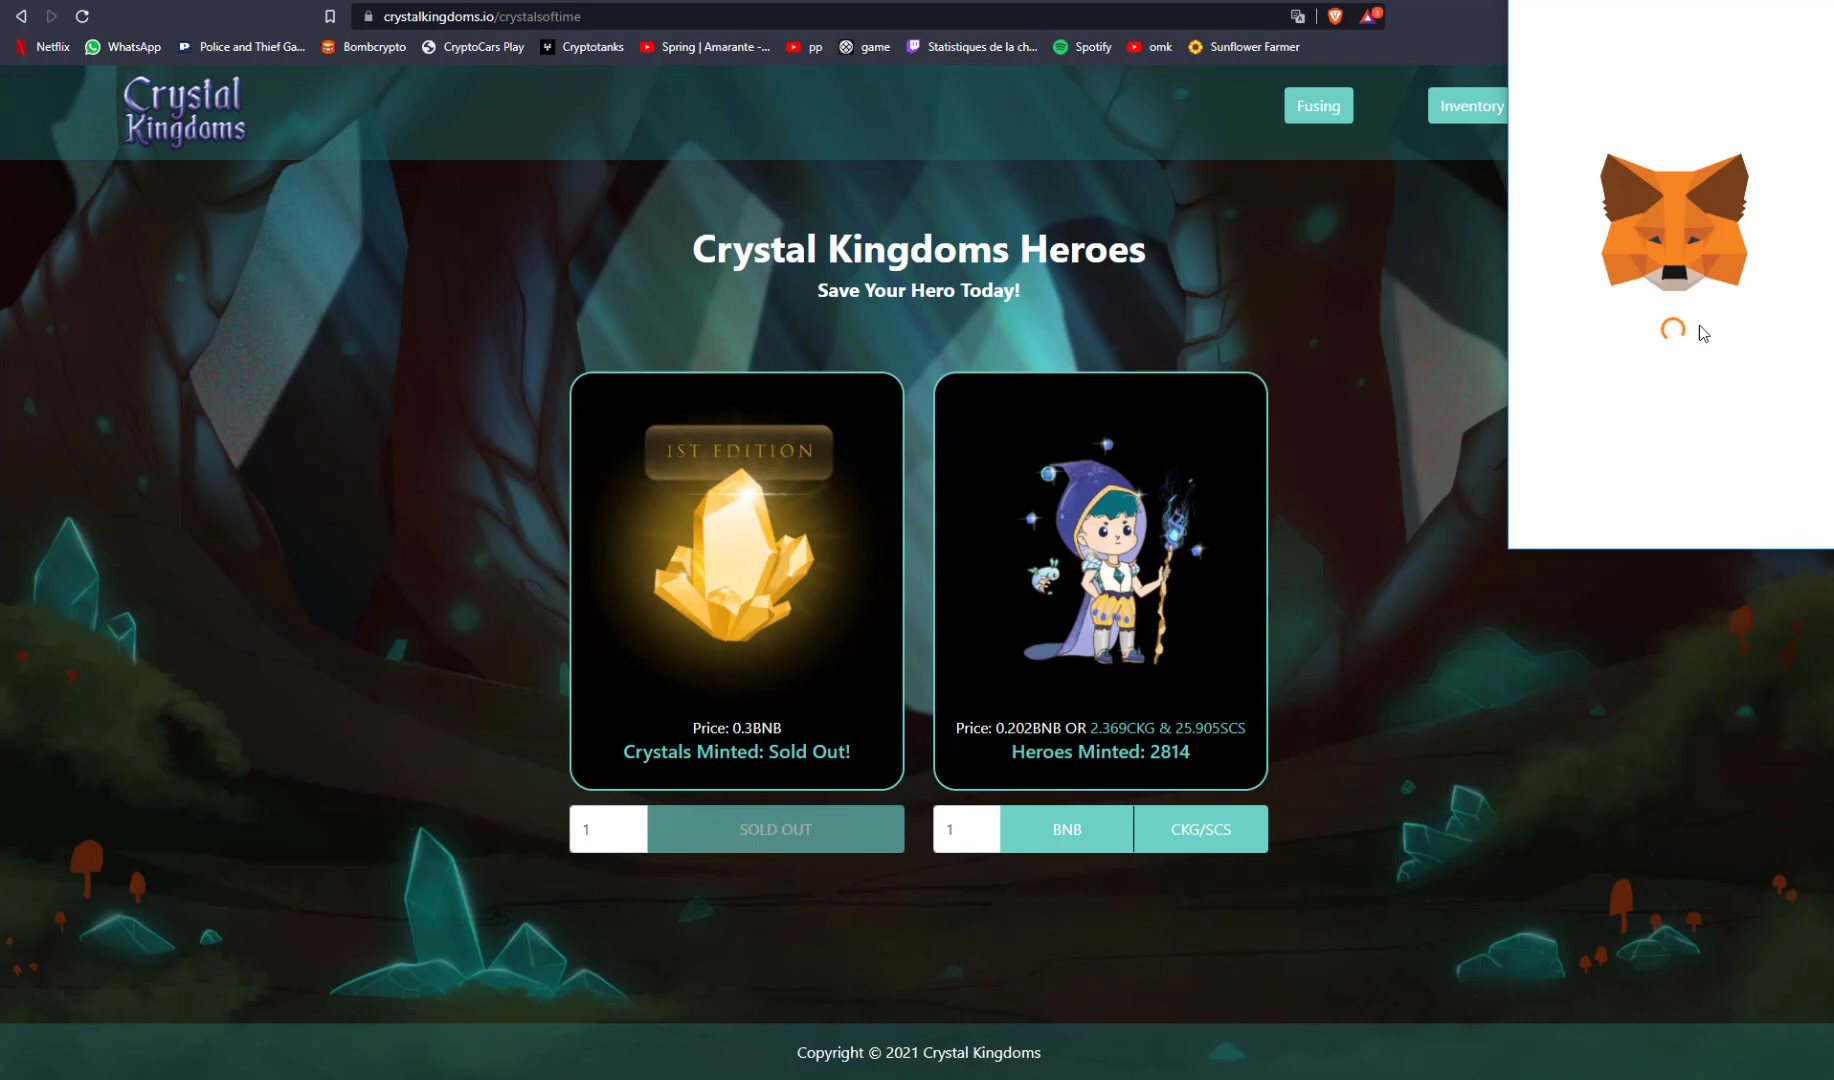 crystalkingdoms.io/crystalsoftime
1
Netflix
WhatsApp
Police and Thief Ga...
Bombcrypto
CryptoCars Play
Cryptotanks
Spring | Amarante -...
pp
game
Statistiques de la ch...
Spotify
omk
Sunflower Farmer
Crystal
Kingdoms
Fusing
Inventory
Crystal Kingdoms Heroes
Save Your Hero Today!
1ST EDITION
Price: 0.3BNB
Crystals Minted: Sold Out!
Price: 0.202BNB OR 2.369CKG & 25.905SCS
Heroes Minted: 2814
1
SOLD OUT
1
BNB
CKG/SCS
Copyright © 2021 Crystal Kingdoms